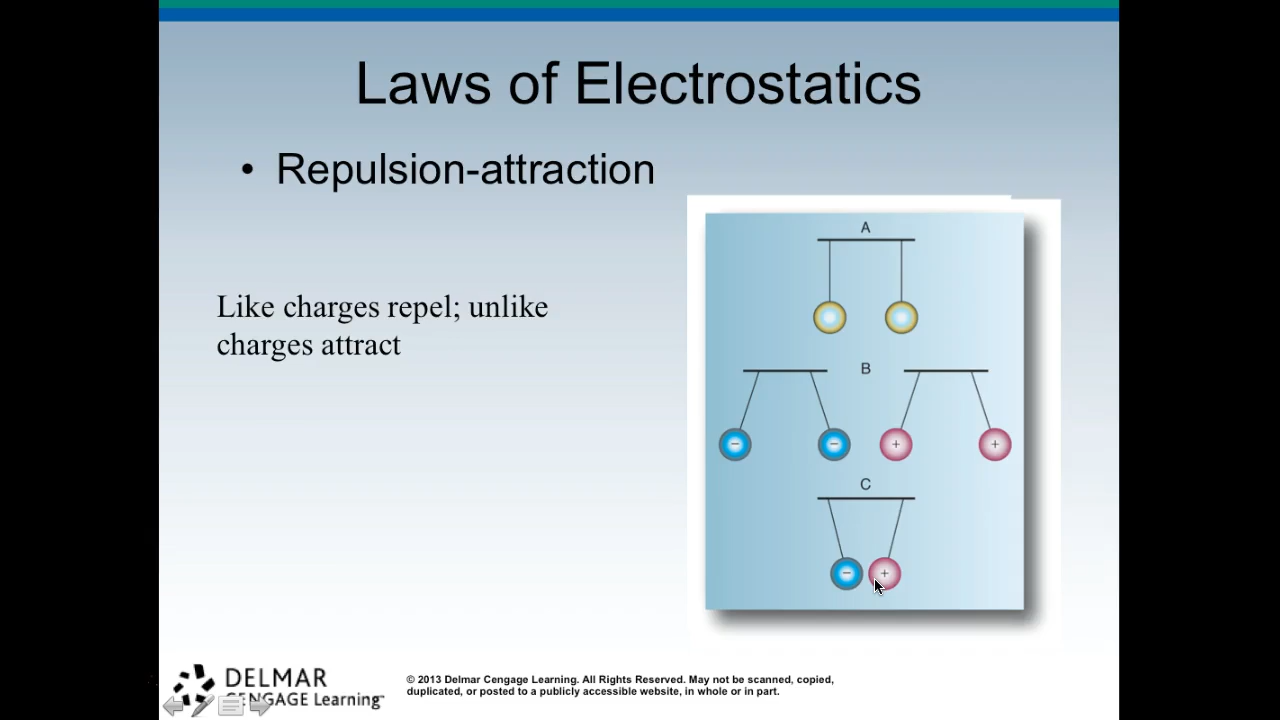 Laws of Electrostatics
• Repulsion-attraction
Like charges repel; unlike
charges attract
A
B
− − + +
C
− +
DELMAR
CENGAGE Learning™
© 2013 Delmar Cengage Learning. All Rights Reserved. May not be scanned, copied,
duplicated, or posted to a publicly accessible website, in whole or in part.